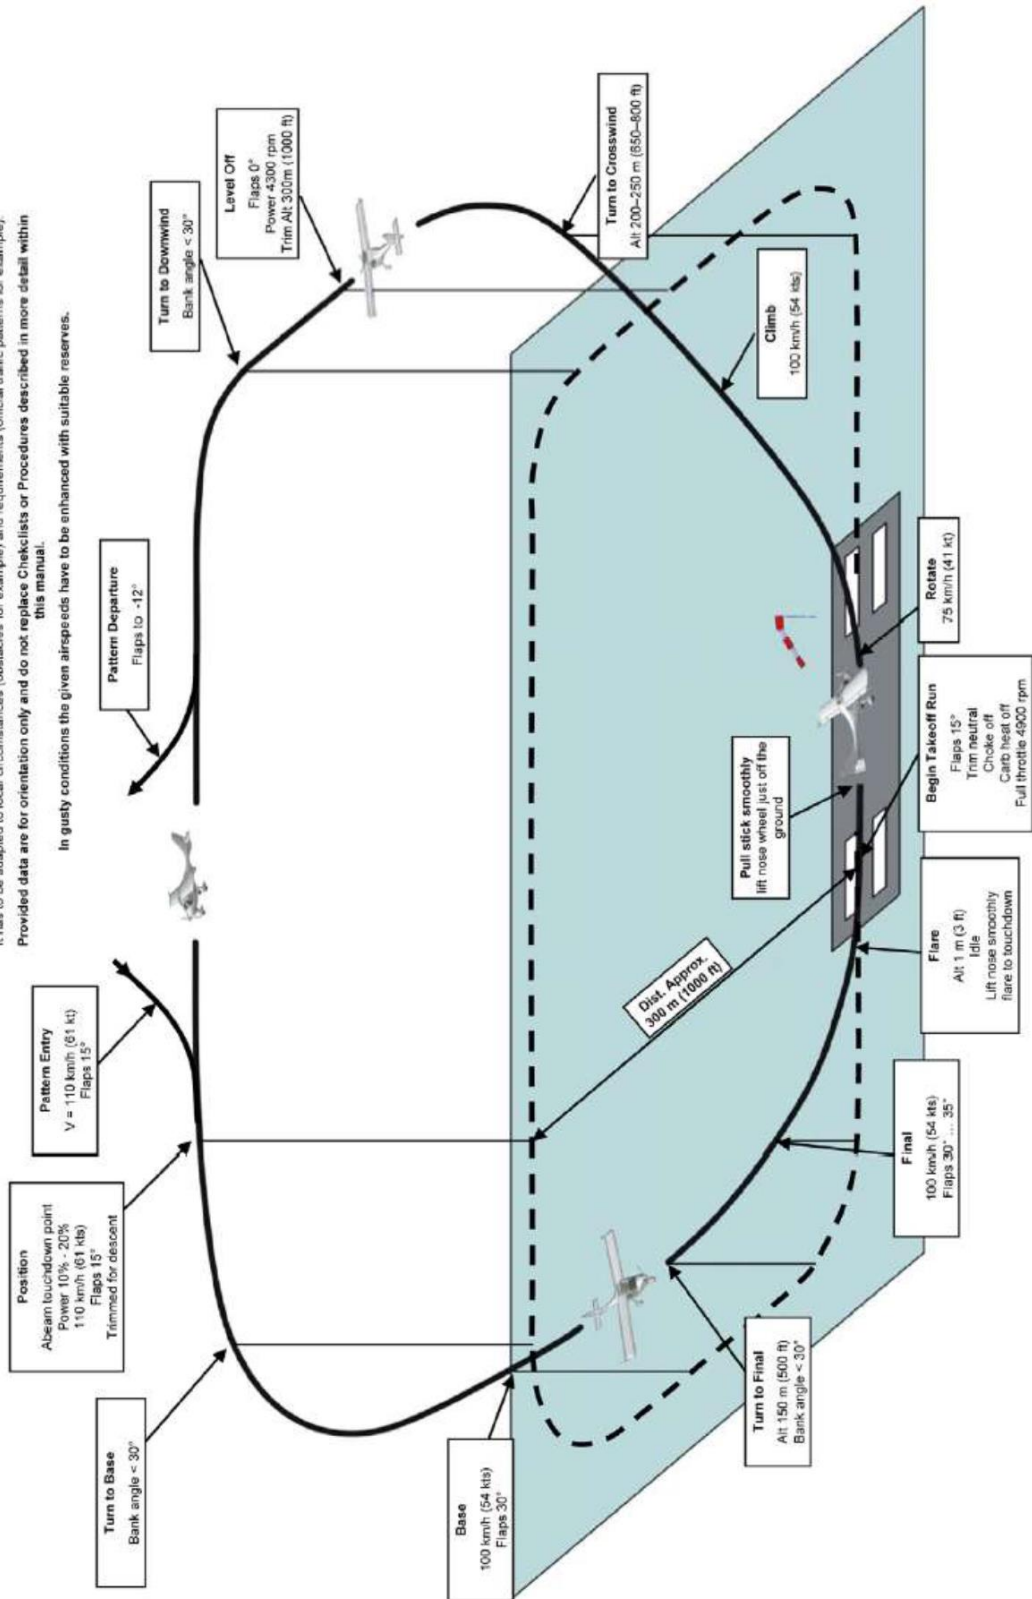 Provided data are for orientation only and do not replace Chekclists or Procedures described in more detail within
this manual.
In gusty conditions the given airspeeds have to be enhanced with suitable reserves.
Position
Abeam touchdown point
Power 10% - 20%
110 km/h (61 kts)
Flaps 15°
Trimmed for descent
Pattern Entry
V = 110 km/h (61 kt)
Flaps 15°
Pattern Departure
Flaps to -12°
Turn to Downwind
Bank angle < 30°
Level Off
Flaps 0°
Power 4300 rpm
Trim Alt 300m (1000 ft)
Turn to Base
Bank angle < 30°
Turn to Crosswind
Alt 200–250 m (650–800 ft)
Base
100 km/h (54 kts)
Flaps 30°
Dist. Approx.
300 m (1000 ft)
Climb
100 km/h (54 kts)
Pull stick smoothly
lift nose wheel just off the
ground
Turn to Final
Alt 150 m (500 ft)
Bank angle < 30°
Final
100 km/h (54 kts)
Flaps 30° ... 35°
Flare
Alt 1 m (3 ft)
Idle
Lift nose smoothly
flare to touchdown
Begin Takeoff Run
Flaps 15°
Trim neutral
Choke off
Carb heat off
Full throttle 4900 rpm
Rotate
75 km/h (41 kt)